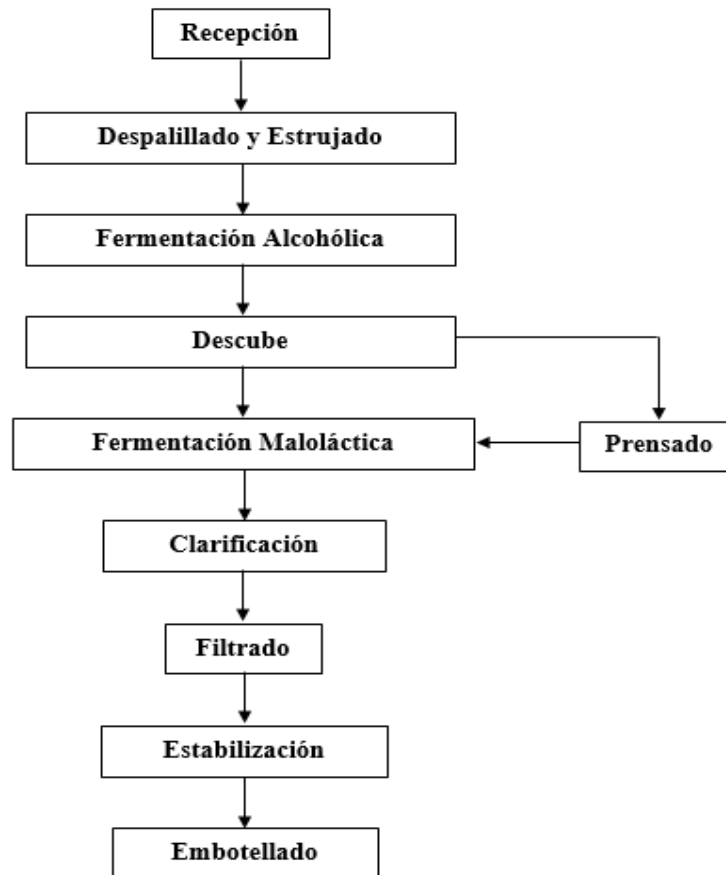 Recepción
Despalillado y Estrujado
Fermentación Alcohólica
Descube
Fermentación Maloláctica
Prensado
Clarificación
Filtrado
Estabilización
Embotellado